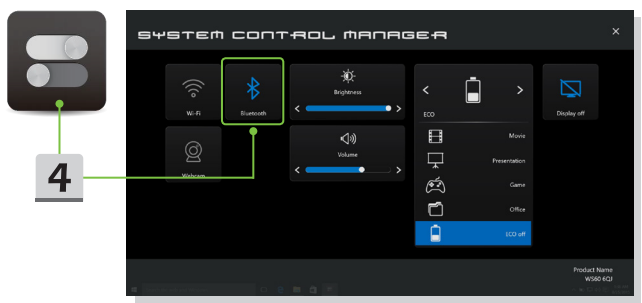 SYSTEM CONTROL MANAGER
Wi-Fi
Bluetooth
Brightness
ECO
Display off
Webcam
Volume
Movie
Presentation
Game
Office
ECO off
4
Product Name
WS60 6QJ